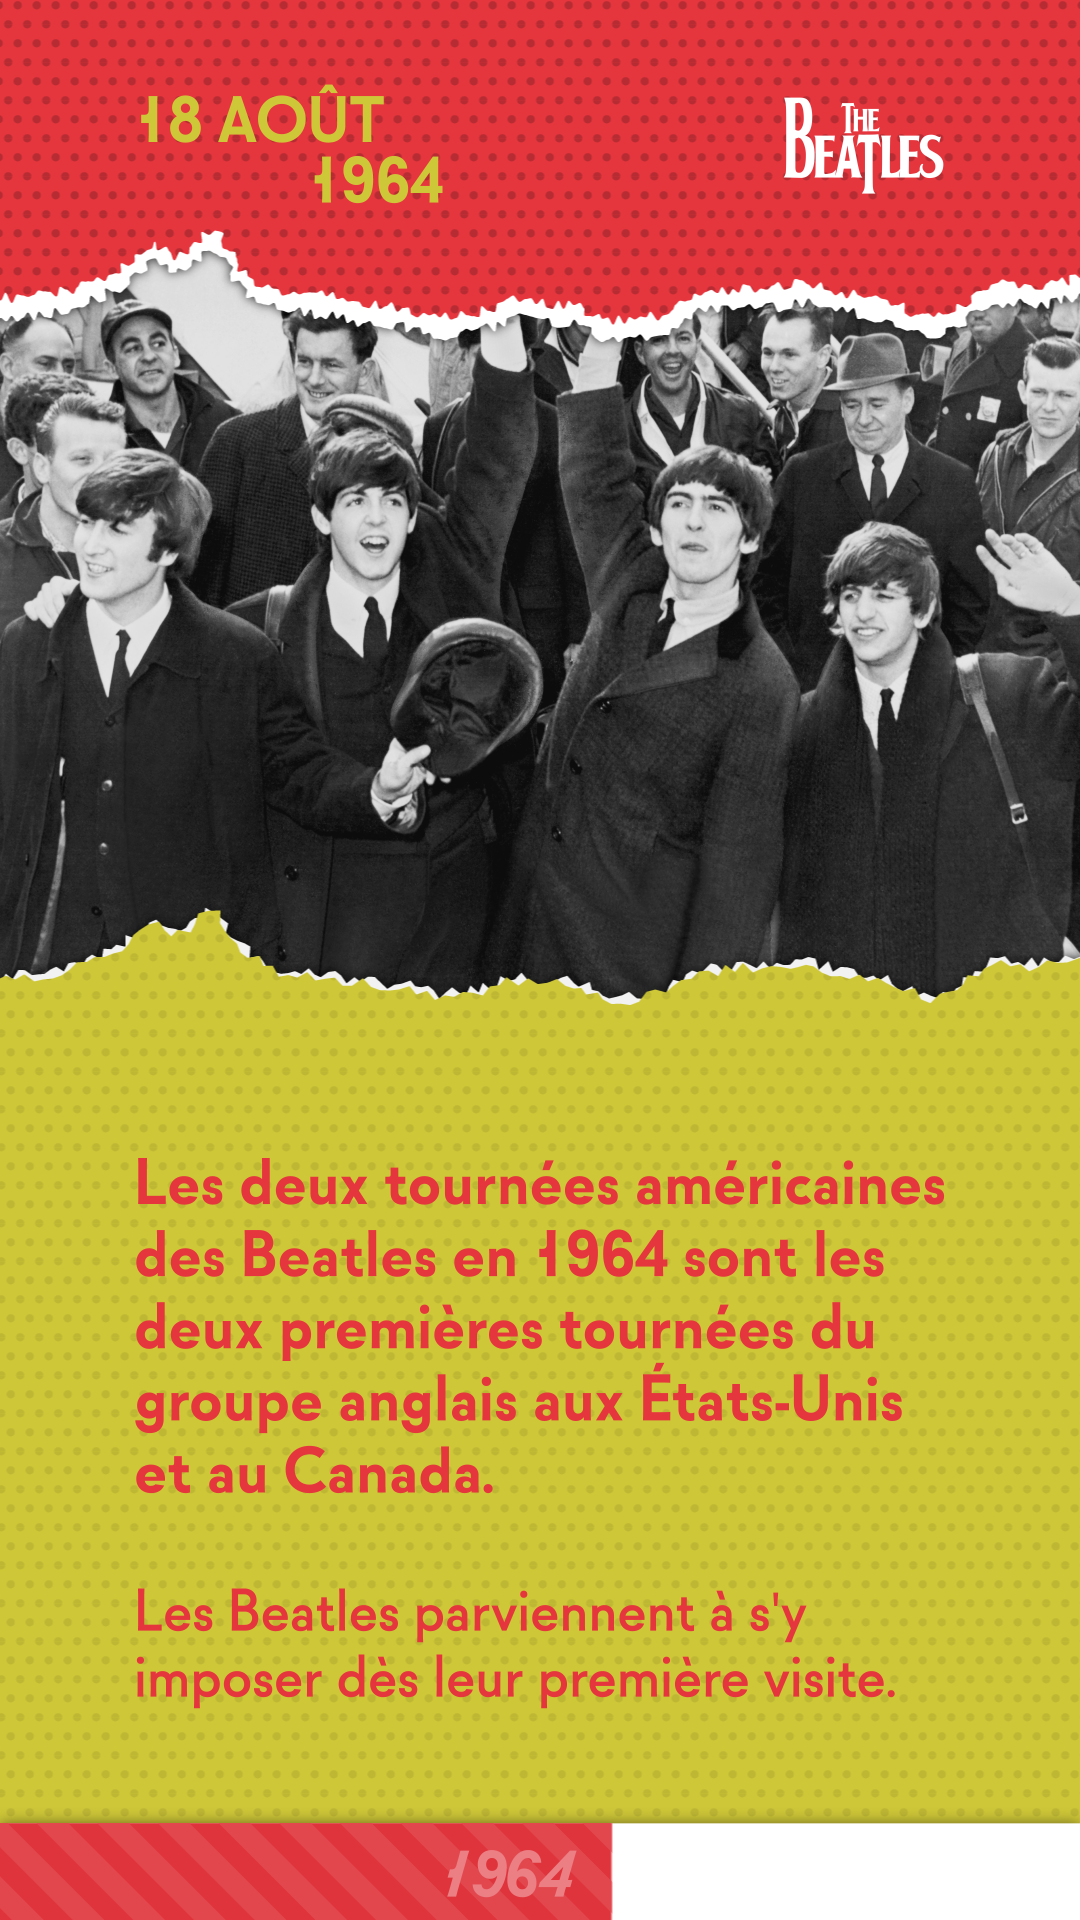 18 AOÛT
1964
THE
BEATLES
Les deux tournées américaines
des Beatles en 1964 sont les
deux premières tournées du
groupe anglais aux États-Unis
et au Canada.
Les Beatles parviennent à s'y
imposer dès leur première visite.
1964